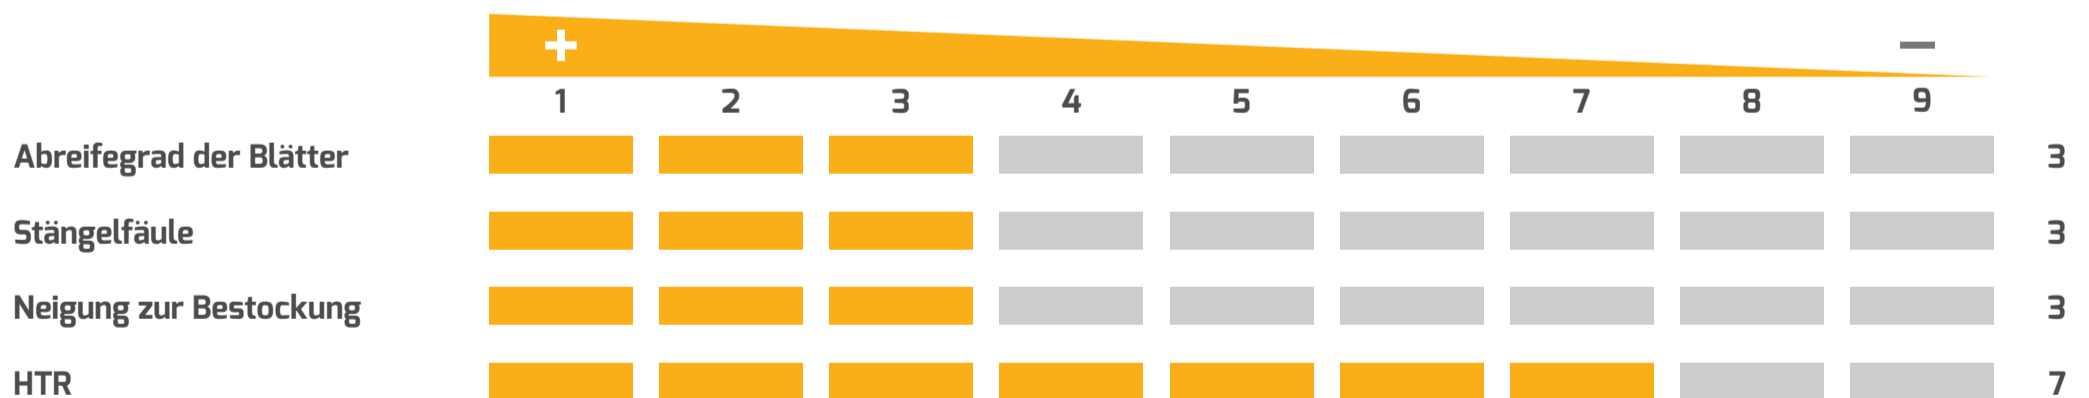 + −
1 2 3 4 5 6 7 8 9
Abreifegrad der Blätter 3
Stängelfäule 3
Neigung zur Bestockung 3
HTR 7